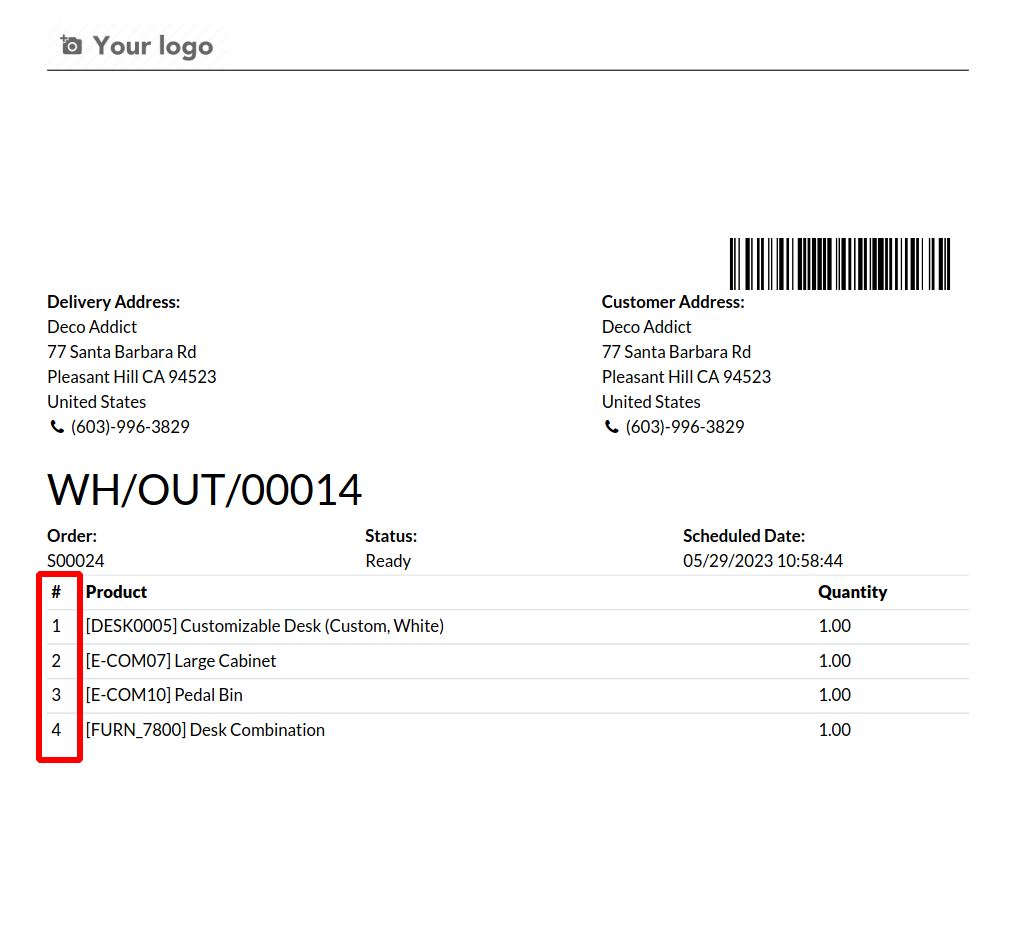 Your logo
Delivery Address:
Deco Addict
77 Santa Barbara Rd
Pleasant Hill CA 94523
United States
(603)-996-3829
Customer Address:
Deco Addict
77 Santa Barbara Rd
Pleasant Hill CA 94523
United States
(603)-996-3829
WH/OUT/00014
Order: Status: Scheduled Date:
S00024 Ready 05/29/2023 10:58:44
# Product Quantity
1 [DESK0005] Customizable Desk (Custom, White) 1.00
2 [E-COM07] Large Cabinet 1.00
3 [E-COM10] Pedal Bin 1.00
4 [FURN_7800] Desk Combination 1.00